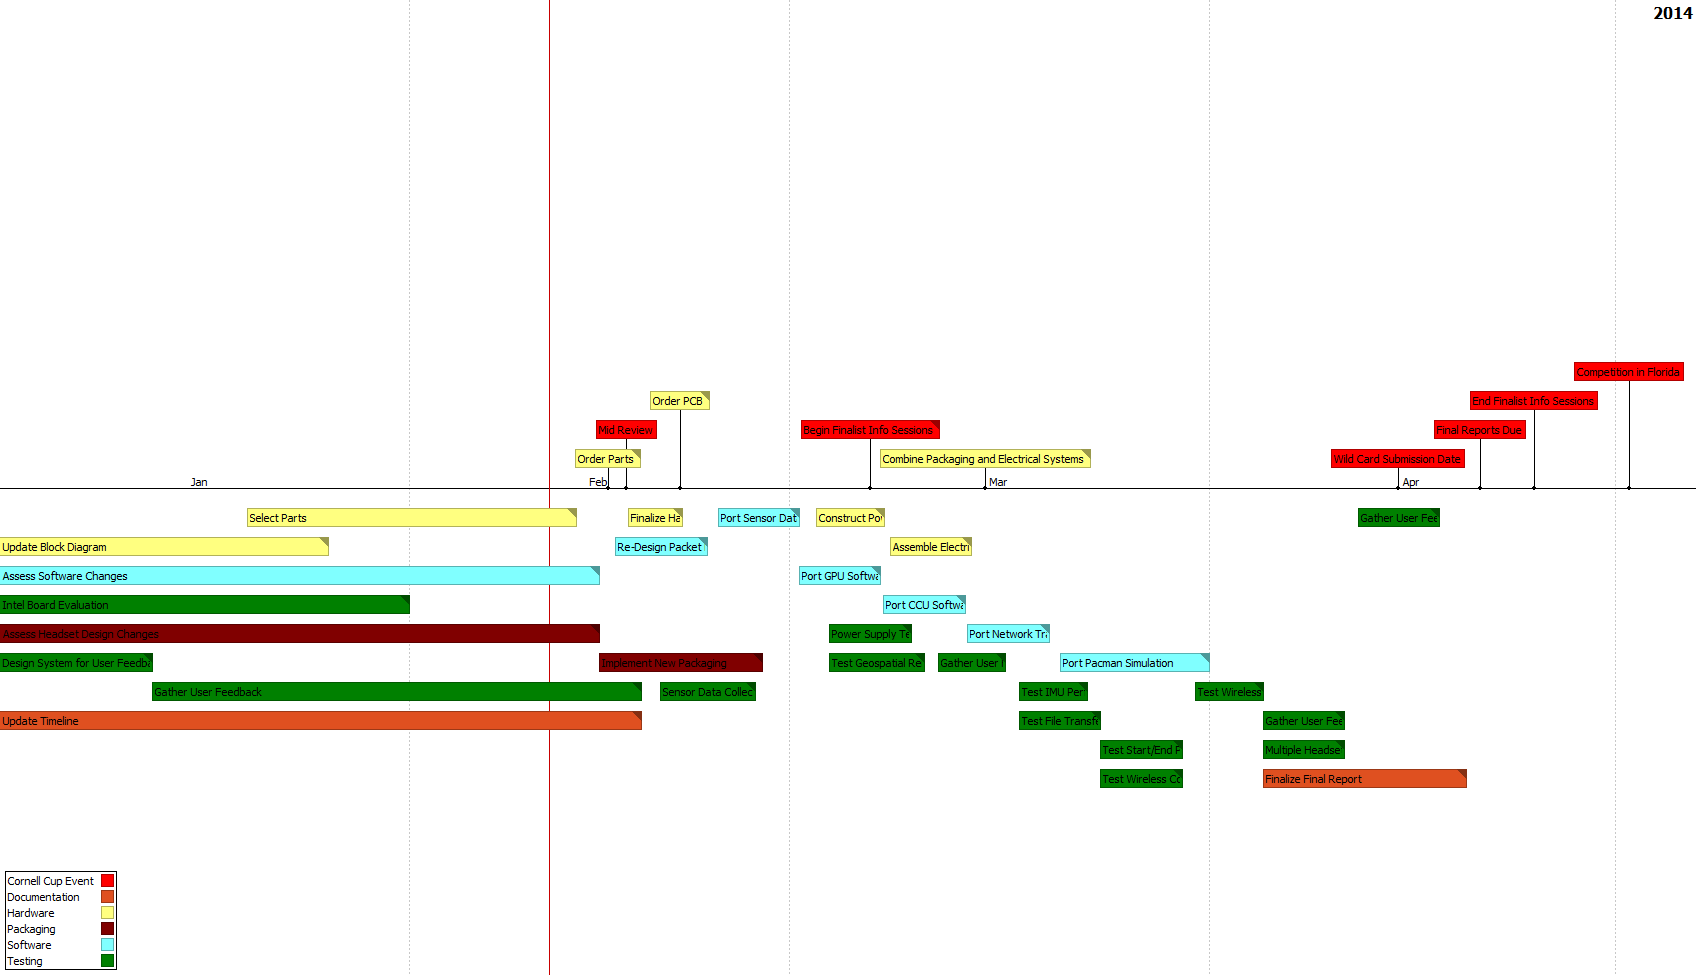 2014
Competition in Florida
Order PCB
End Finalist Info Sessions
Mid Review
Begin Finalist Info Sessions
Final Reports Due
Order Parts
Combine Packaging and Electrical Systems
Wild Card Submission Date
Jan
Feb
Mar
Apr
Select Parts
Finalize Ha
Port Sensor Dat
Construct Po
Gather User Fee
Update Block Diagram
Re-Design Packet
Assemble Electri
Assess Software Changes
Port GPU Softwa
Intel Board Evaluation
Port CCU Softwa
Assess Headset Design Changes
Power Supply Te
Port Network Tr
Design System for User Feedba
Implement New Packaging
Test Geospatial Re
Gather User
Port Pacman Simulation
Gather User Feedback
Sensor Data Collec
Test IMU Per
Test Wireless
Update Timeline
Test File Transfe
Gather User Fee
Test Start/End
Multiple Headse
Test Wireless Co
Finalize Final Report
Cornell Cup Event
Documentation
Hardware
Packaging
Software
Testing